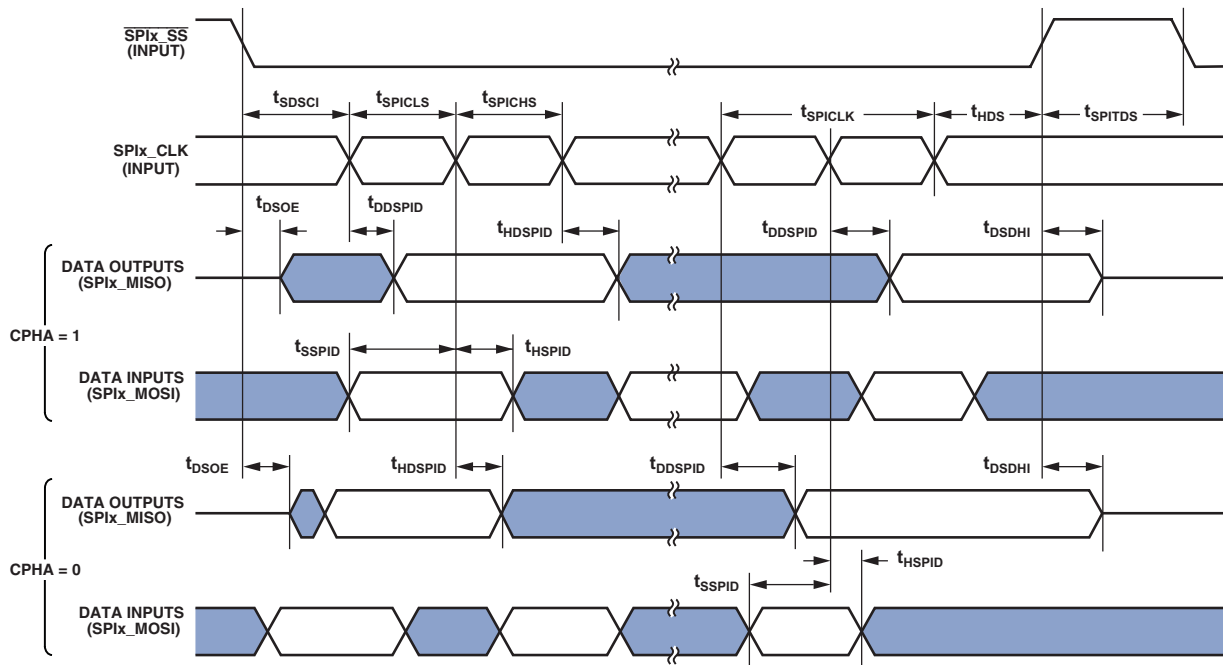 SPIx_SS
(INPUT)
tSDSCI
tSPICLS
tSPICHS
tSPICLK
tHDS
tSPITDS
SPIx_CLK
(INPUT)
tDSOE
tDDSPID
tHDSPID
tDDSPID
tDSDHI
DATA OUTPUTS
(SPIx_MISO)
CPHA = 1
tSSPID
tHSPID
DATA INPUTS
(SPIx_MOSI)
tDSOE
tHDSPID
tDDSPID
tDSDHI
DATA OUTPUTS
(SPIx_MISO)
CPHA = 0
tHSPID
tSSPID
DATA INPUTS
(SPIx_MOSI)